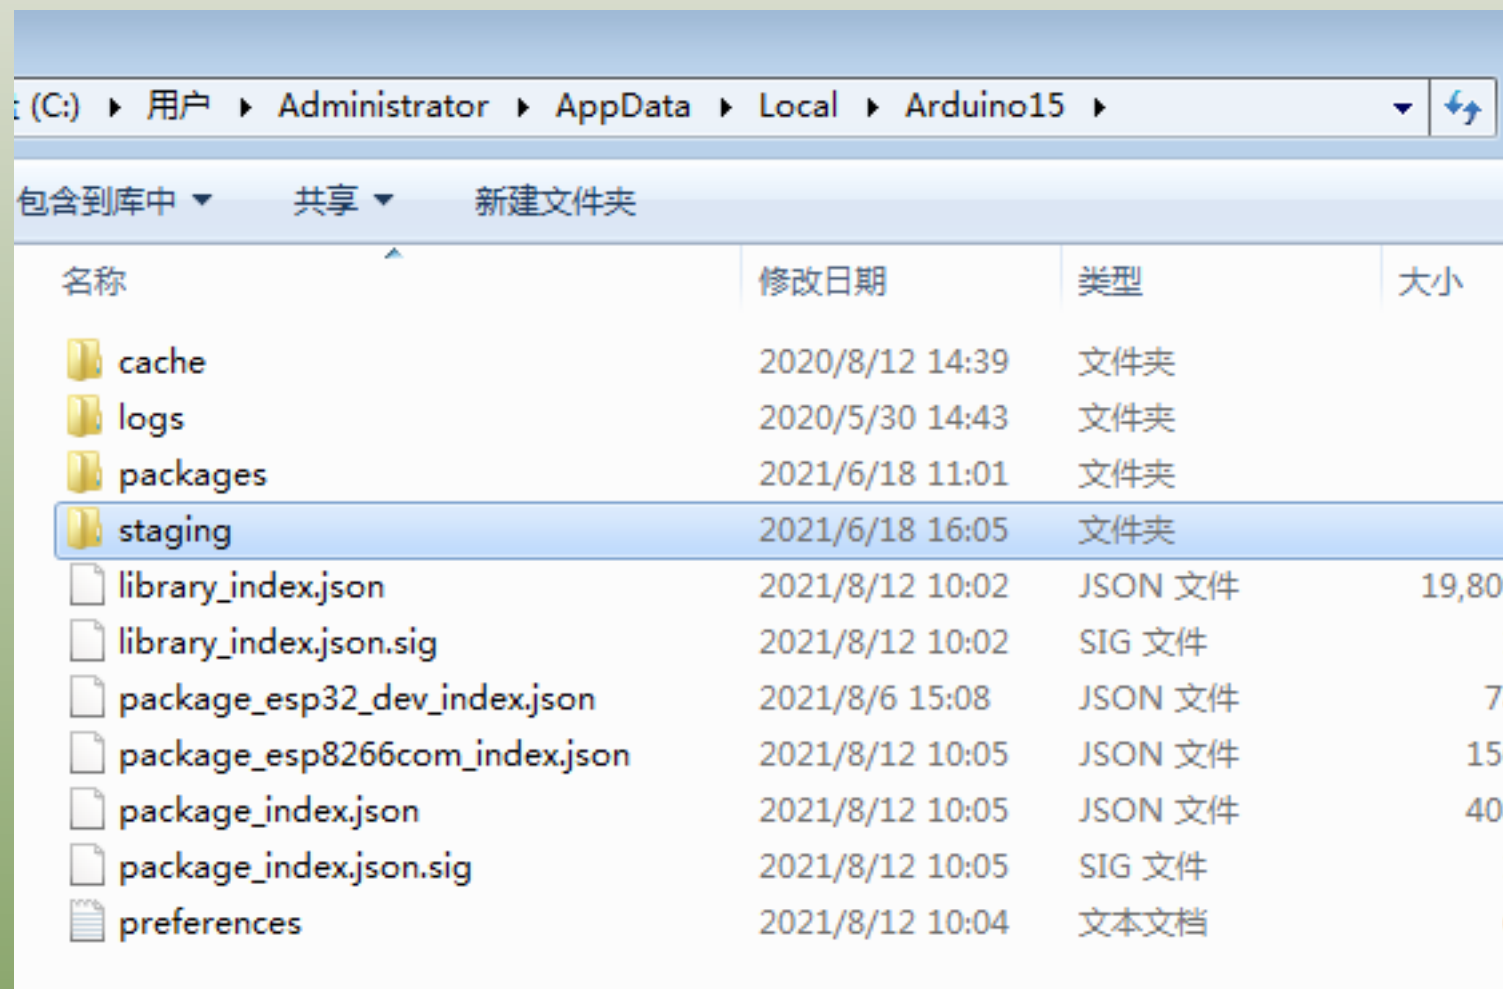 (C:) 用户 Administrator AppData Local Arduino15
包含到库中 共享 新建文件夹
名称 修改日期 类型 大小
cache 2020/8/12 14:39 文件夹
logs 2020/5/30 14:43 文件夹
packages 2021/6/18 11:01 文件夹
staging 2021/6/18 16:05 文件夹
library_index.json 2021/8/12 10:02 JSON 文件 19,80
library_index.json.sig 2021/8/12 10:02 SIG 文件
package_esp32_dev_index.json 2021/8/6 15:08 JSON 文件 7
package_esp8266com_index.json 2021/8/12 10:05 JSON 文件 15
package_index.json 2021/8/12 10:05 JSON 文件 40
package_index.json.sig 2021/8/12 10:05 SIG 文件
preferences 2021/8/12 10:04 文本文档